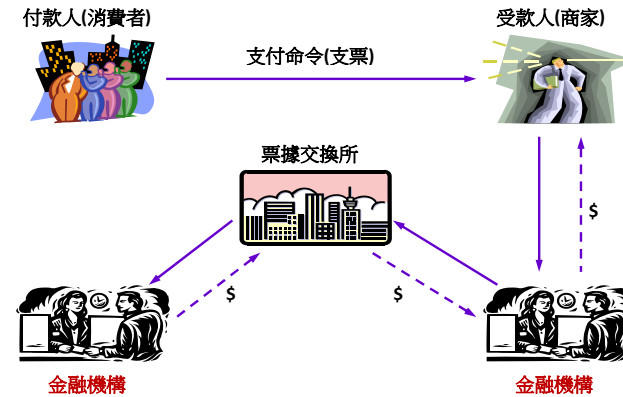 付款人(消費者)
受款人(商家)
支付命令(支票)
票據交換所
$
$
$
金融機構
金融機構